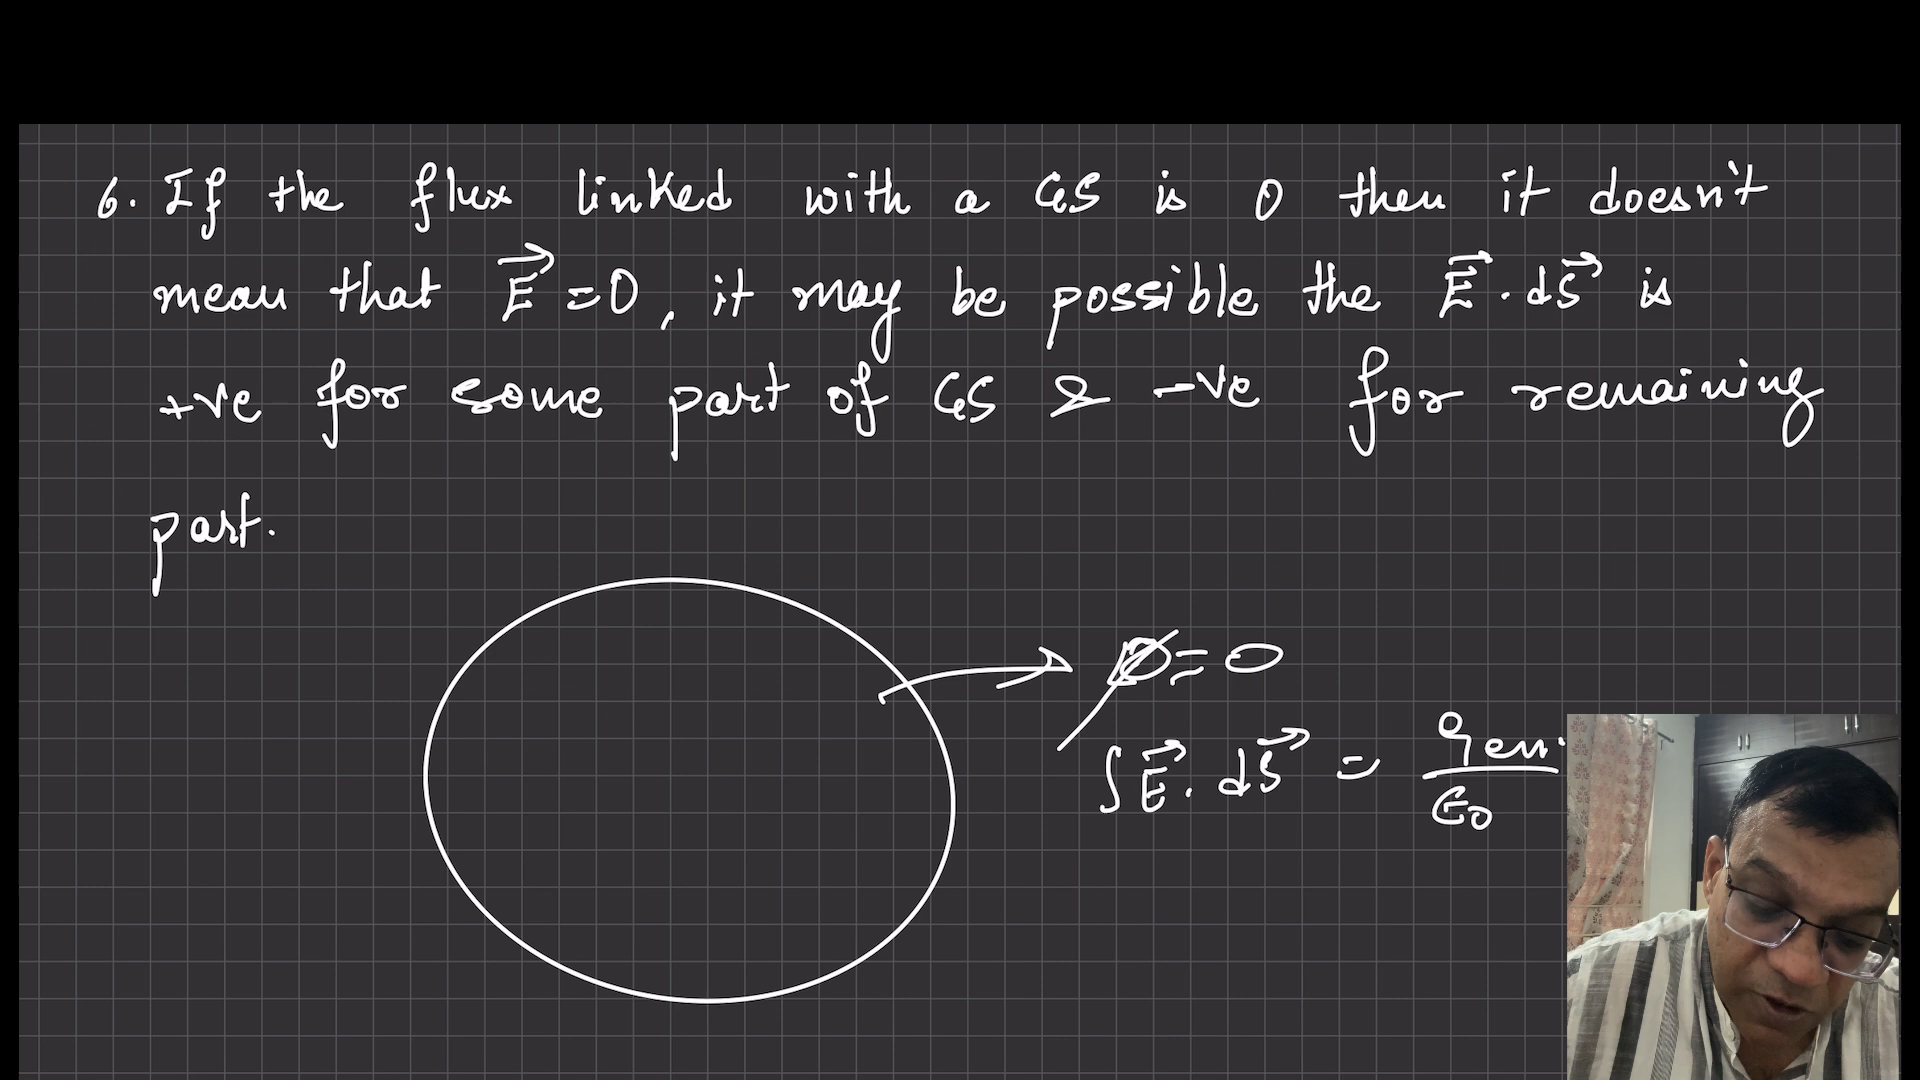 6. If the flux linked with a GS is 0 then it doesn't
mean that E⃗ = 0, it may be possible the E⃗ . dS⃗ is
+ve for some part of GS & -ve for remaining
part.
Ø = 0
∫ E⃗ . dS⃗ = q en. / ε0